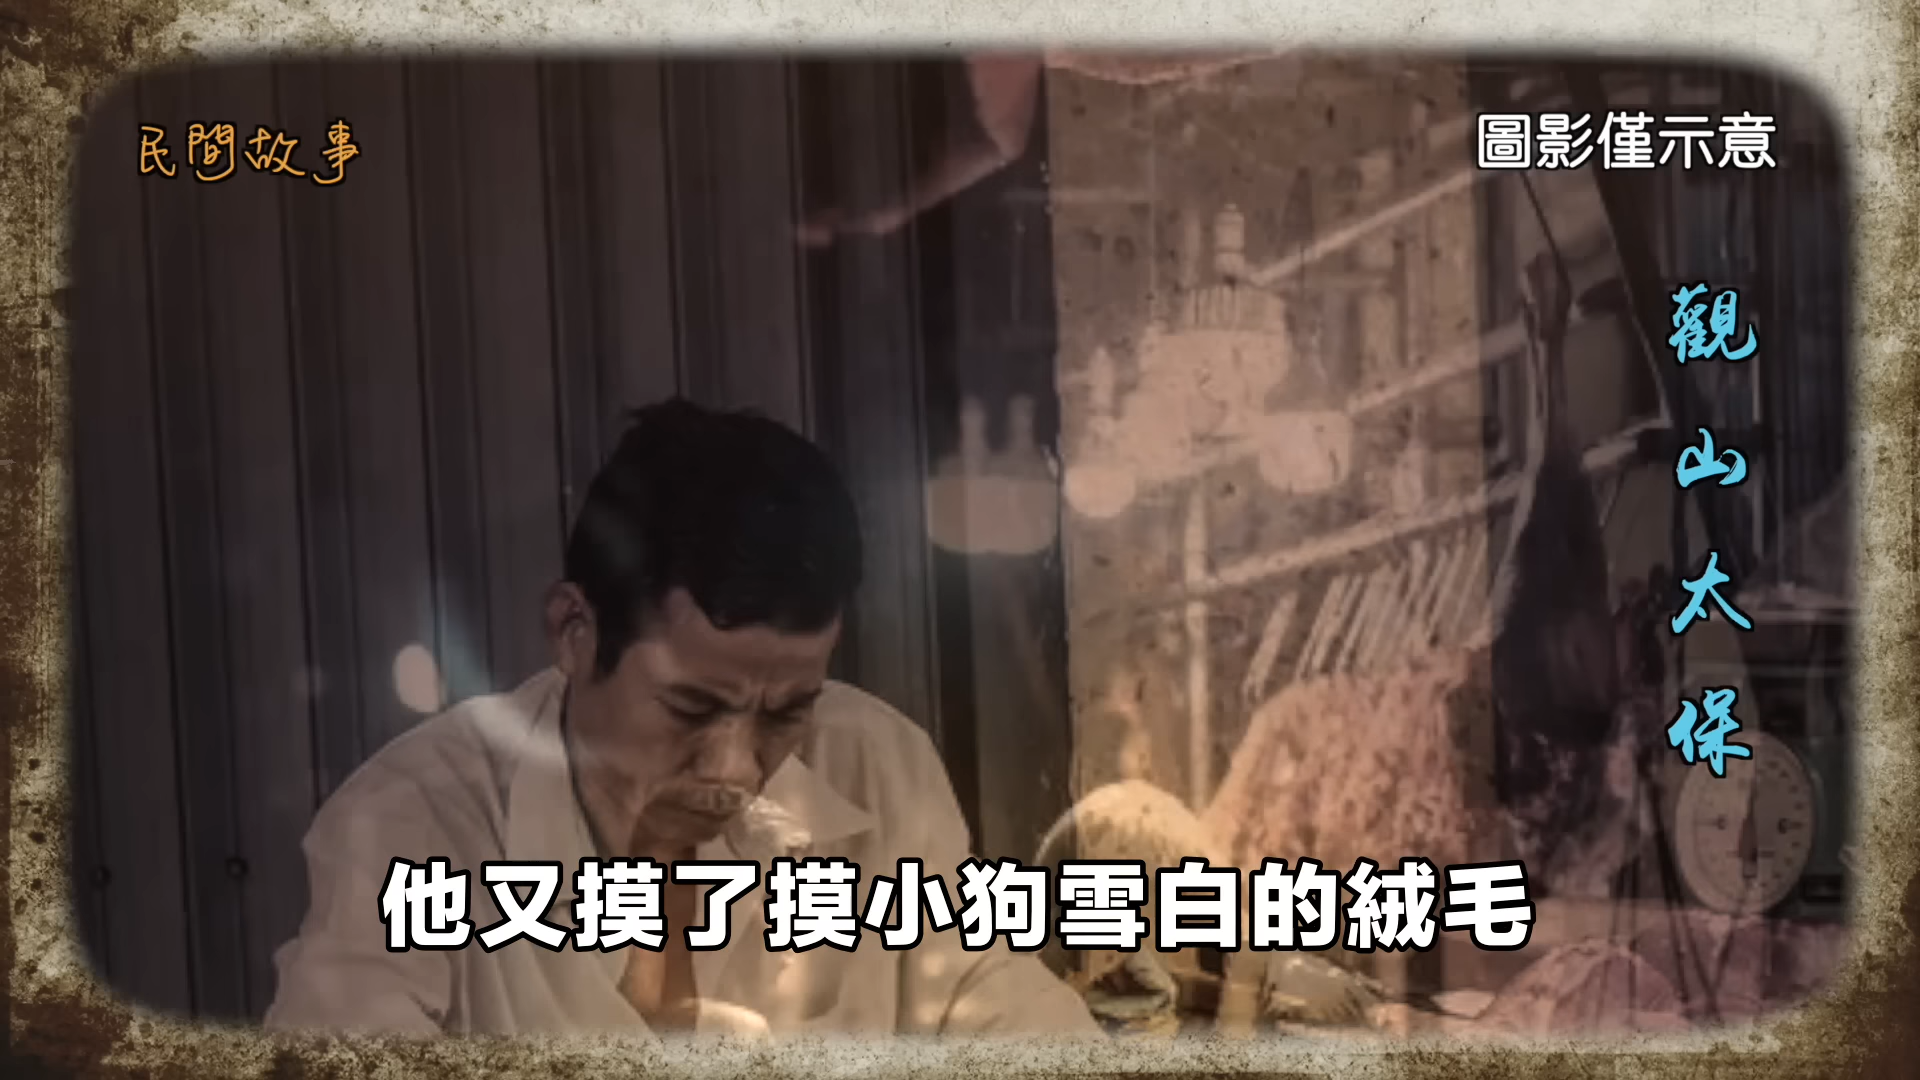 民間故事
圖影僅示意
觀山太保
他又摸了摸小狗雪白的絨毛